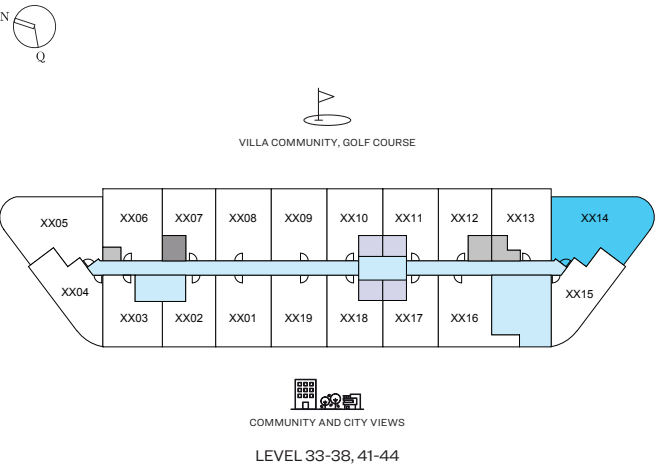 N
Q
VILLA COMMUNITY, GOLF COURSE
XX05 XX06 XX07 XX08 XX09 XX10 XX11 XX12 XX13 XX14
XX04 XX15
XX03 XX02 XX01 XX19 XX18 XX17 XX16
COMMUNITY AND CITY VIEWS
LEVEL 33-38, 41-44